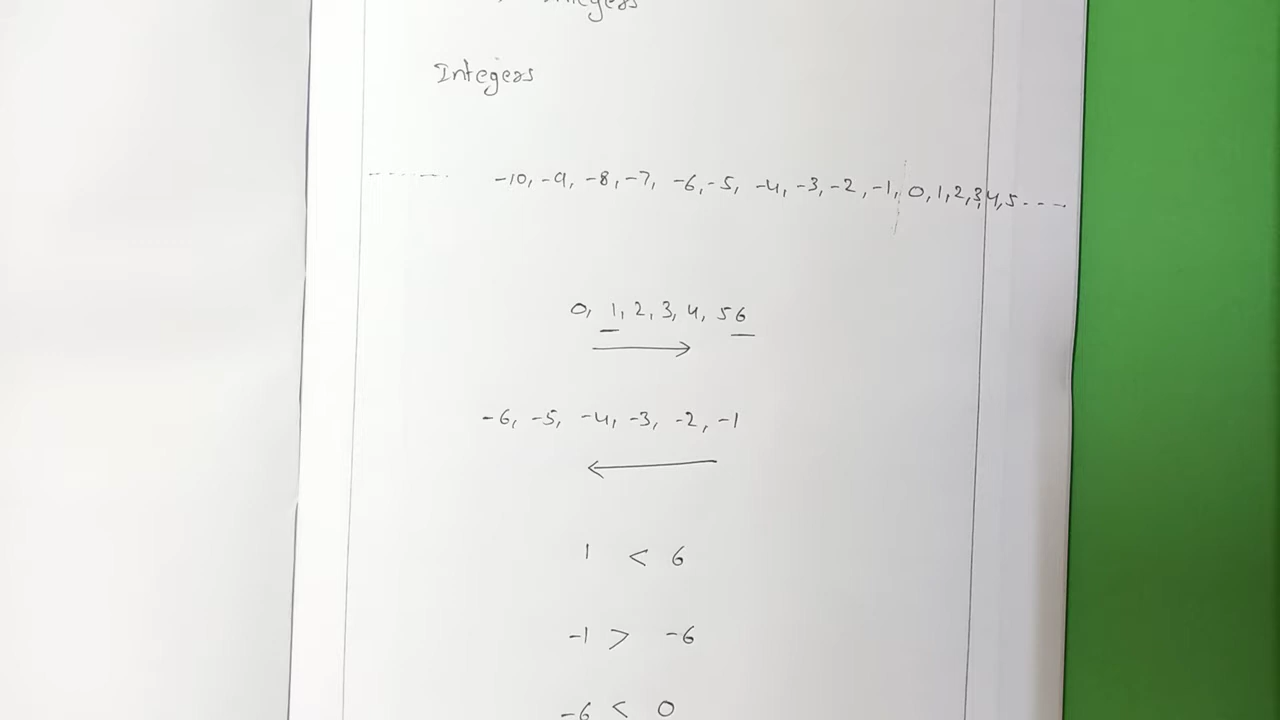 Integers
Integers
------- -10, -9, -8, -7, -6, -5, -4, -3, -2, -1, 0, 1, 2, 3, 4, 5 - - - -
0, 1, 2, 3, 4, 5 6
-6, -5, -4, -3, -2, -1
1 < 6
-1 > -6
-6 < 0